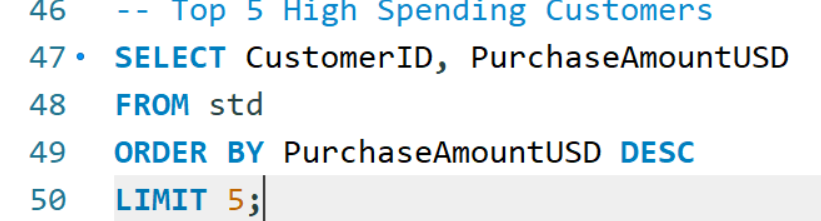 46 -- Top 5 High Spending Customers
47 SELECT CustomerID, PurchaseAmountUSD
48 FROM std
49 ORDER BY PurchaseAmountUSD DESC
50 LIMIT 5;